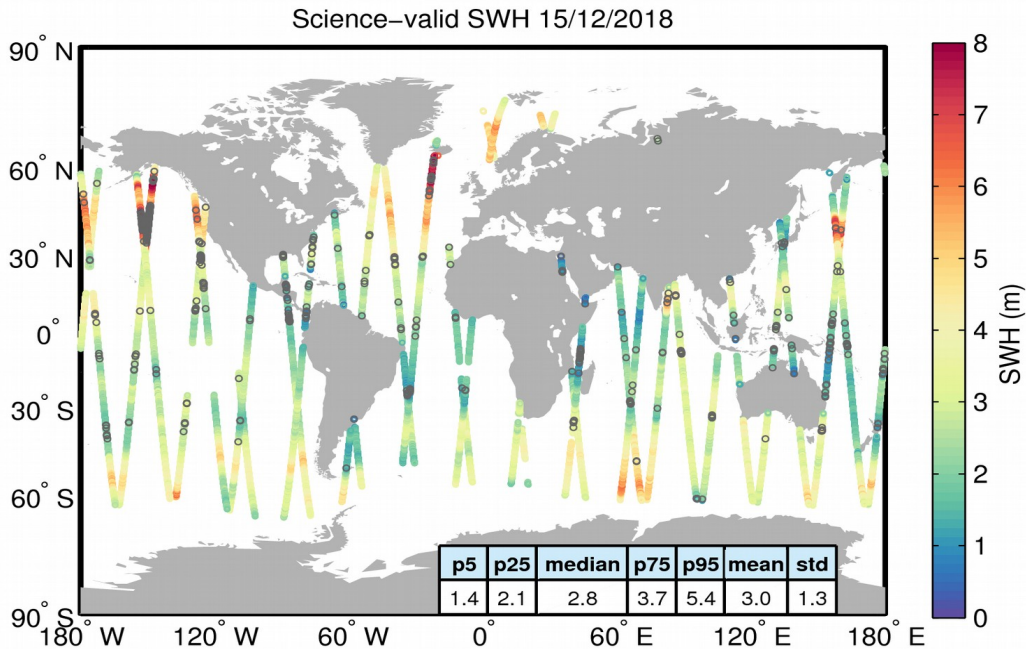 Science−valid SWH 15/12/2018
90° N
60° N
30° N
0°
30° S
60° S
90° S
180° W
120° W
60° W
0°
60° E
120° E
180° E
p5 p25 median p75 p95 mean std
1.4 2.1 2.8 3.7 5.4 3.0 1.3
8
7
6
5
4
3
2
1
0
SWH (m)